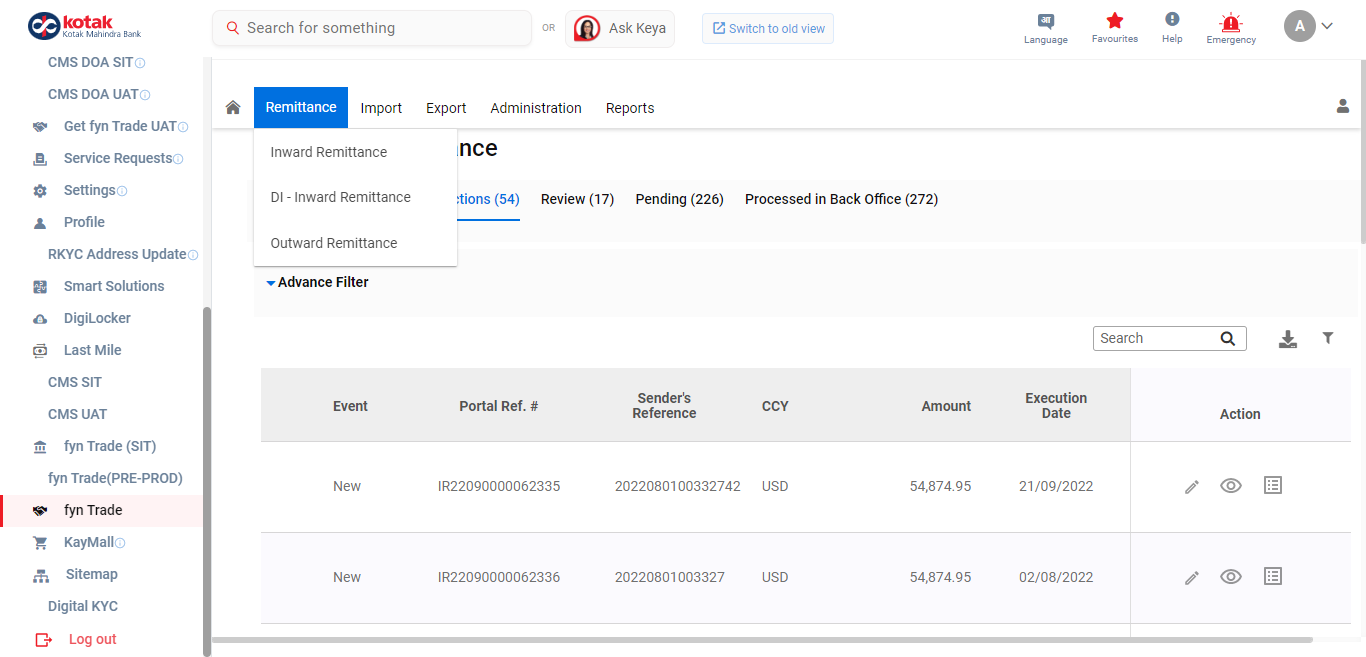 kotak
Kotak Mahindra Bank
Search for something
OR
Ask Keya
Switch to old view
Language
Favourites
Help
Emergency
A
CMS DOA SIT
CMS DOA UAT
Get fyn Trade UAT
Service Requests
Settings
Profile
RKYC Address Update
Smart Solutions
DigiLocker
Last Mile
CMS SIT
CMS UAT
fyn Trade (SIT)
fyn Trade(PRE-PROD)
fyn Trade
KayMall
Sitemap
Digital KYC
Log out
Remittance Import Export Administration Reports
Inward Remittance
DI - Inward Remittance
Outward Remittance
ance
ctions (54) Review (17) Pending (226) Processed in Back Office (272)
Advance Filter
Search
Event Portal Ref. # Sender's Reference CCY Amount Execution Date Action
New IR22090000062335 2022080100332742 USD 54,874.95 21/09/2022
New IR22090000062336 20220801003327 USD 54,874.95 02/08/2022